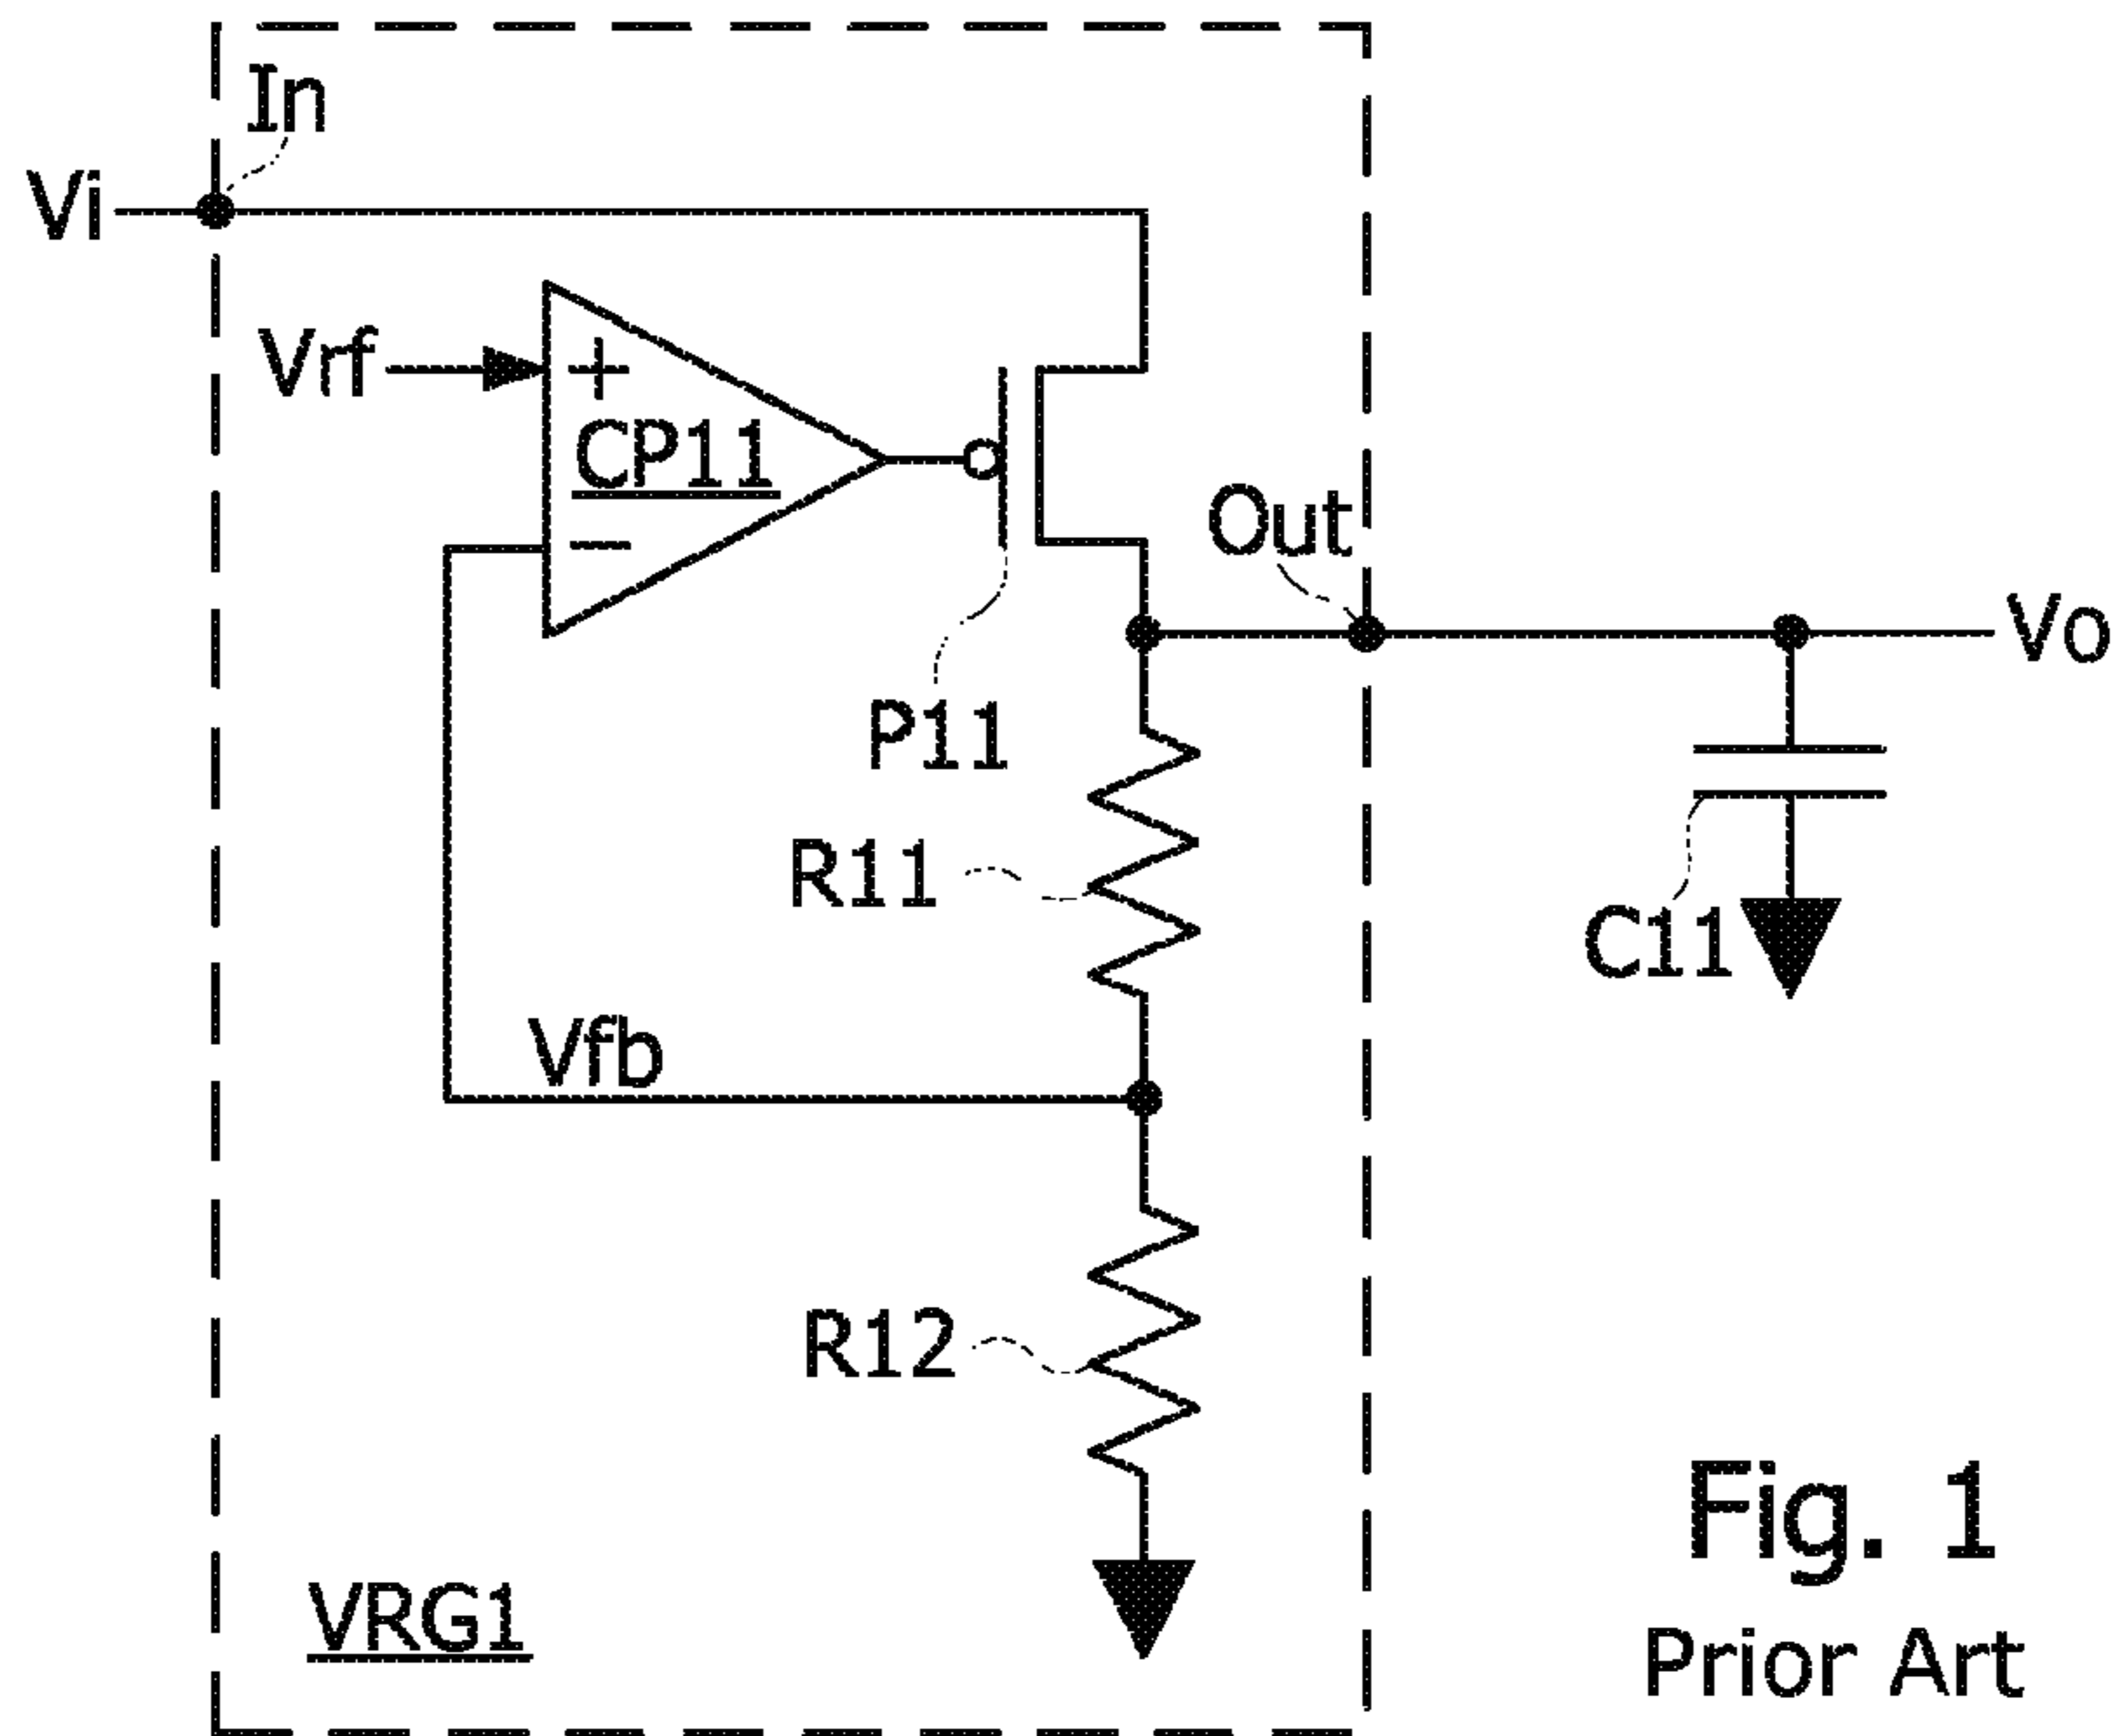 In
Vi
Vrf
+
CP11
−
Out
Vo
P11
R11
C11
Vfb
R12
VRG1
Fig. 1
Prior Art